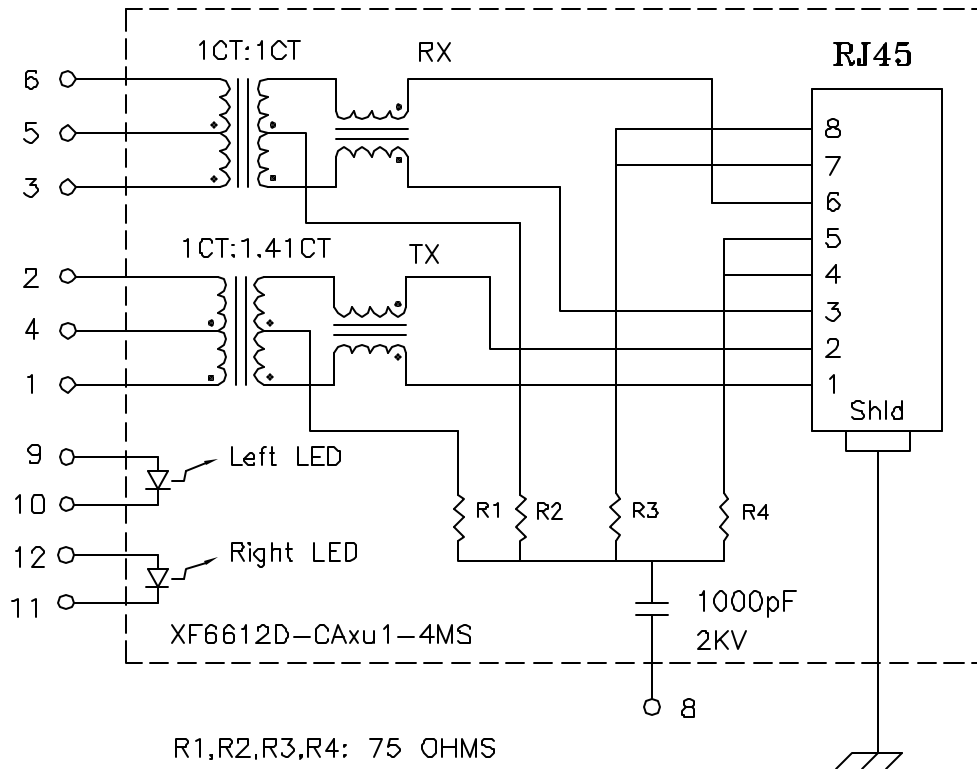 1CT:1CT
RX
RJ45
6
5
3
8
7
6
5
4
3
2
1
Shld
1CT:1.41CT
TX
2
4
1
9
Left LED
10
R1
R2
R3
R4
12
Right LED
11
1000pF
2KV
XF6612D-CAxu1-4MS
8
R1,R2,R3,R4: 75 OHMS